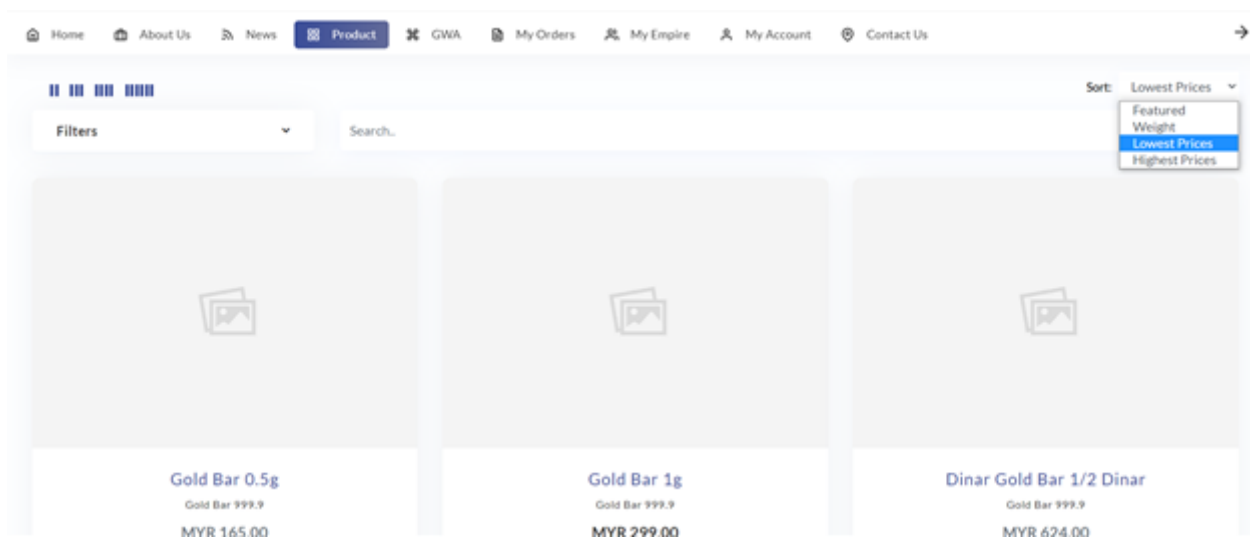 Home About Us News Product GWA My Orders My Empire My Account Contact Us
Sort: Lowest Prices
Filters Search..
Featured
Weight
Lowest Prices
Highest Prices
Gold Bar 0.5g Gold Bar 1g Dinar Gold Bar 1/2 Dinar
Gold Bar 999.9 Gold Bar 999.9 Gold Bar 999.9
MYR 165.00 MYR 299.00 MYR 624.00